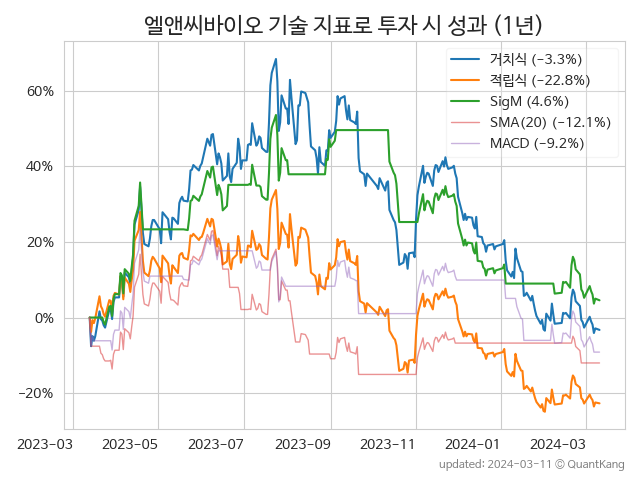 엘앤씨바이오 기술 지표로 투자 시 성과 (1년)
거치식 (−3.3%)
적립식 (−22.8%)
SigM (4.6%)
SMA(20) (−12.1%)
MACD (−9.2%)
60%
40%
20%
0%
−20%
2023-03 2023-05 2023-07 2023-09 2023-11 2024-01 2024-03
updated: 2024-03-11 © QuantKang